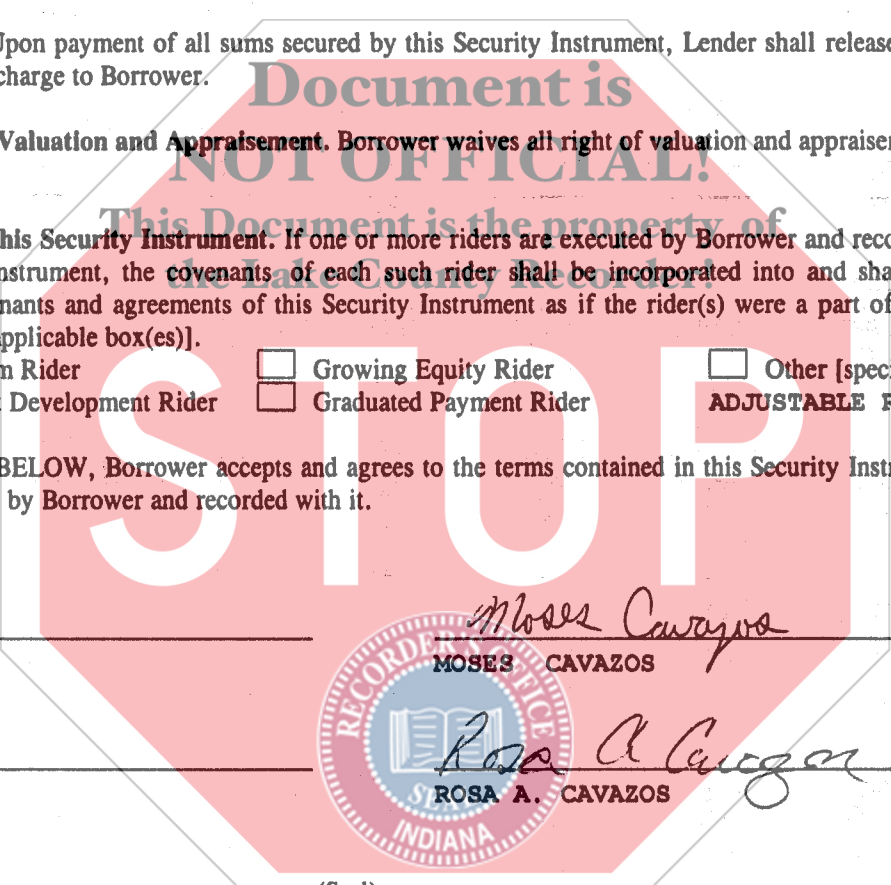 Upon payment of all sums secured by this Security Instrument, Lender shall release
charge to Borrower.
Document is
Valuation and Appraisement. Borrower waives all right of valuation and appraise
NOT OFFICIAL!
This Document is the property of
his Security Instrument. If one or more riders are executed by Borrower and reco
the Lake County Recorder!
nstrument, the covenants of each such rider shall be incorporated into and sha
nants and agreements of this Security Instrument as if the rider(s) were a part of
pplicable box(es)].
m Rider Growing Equity Rider Other [spec
Development Rider Graduated Payment Rider ADJUSTABLE R
STOP
BELOW, Borrower accepts and agrees to the terms contained in this Security Inst
by Borrower and recorded with it.
Moses Cavazos
MOSES CAVAZOS
RECORDER'S OFFICE
Rosa A Cavazos
ROSA A. CAVAZOS
SEAL
INDIANA